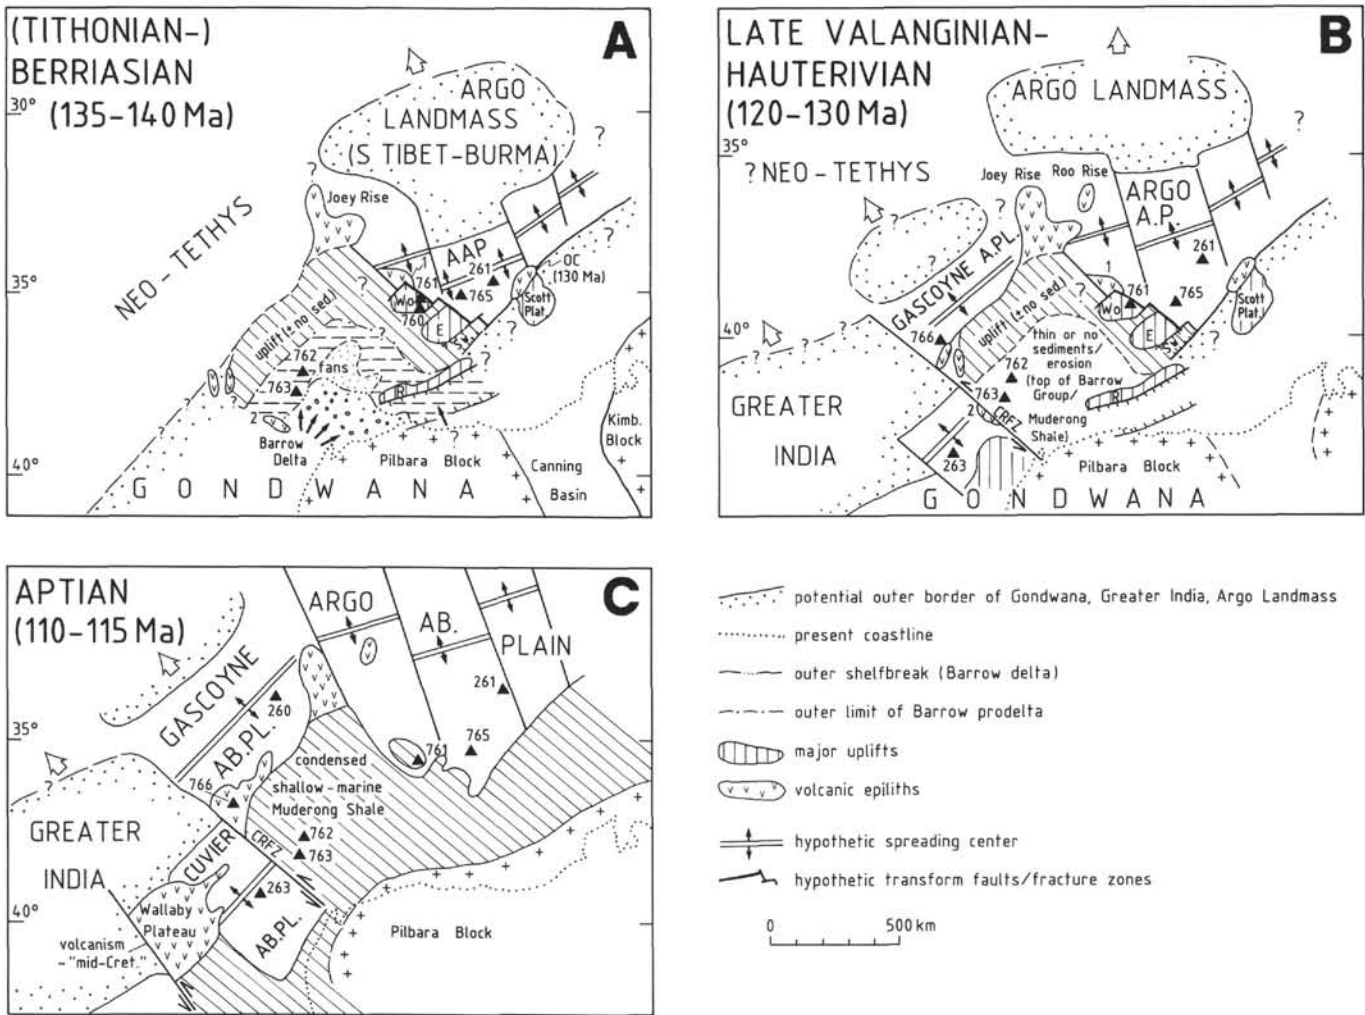 (TITHONIAN-)
BERRIASIAN
(135-140 Ma)
A
30°
35°
40°
ARGO
LANDMASS
(S TIBET-BURMA)
?
?
Joey Rise
NEO-TETHYS
AAP
1
261
OC
(130 Ma)
761
765
Wo
760
E
Sw.
Scott
Plat.
?
?
?
uplift (± no sed.)
762
fans
763
R
2
Barrow
Delta
?
?
?
Pilbara Block
Canning
Basin
Kimb.
Block
GONDWANA
LATE VALANGINIAN-
HAUTERIVIAN
(120-130 Ma)
B
35°
40°
ARGO LANDMASS
?
? NEO-TETHYS
Joey Rise
Roo Rise
ARGO
A.P.
?
?
?
GASCOYNE A.PL.
261
1
761
765
Wo
E
Sw.
Scott
Plat.
?
?
766
uplift (± no sed.)
thin or no
sediments/
erosion
(top of Barrow
Group/
Muderong
Shale)
762
763
R
2
CRFZ
263
GREATER
INDIA
Pilbara Block
GONDWANA
APTIAN
(110-115 Ma)
C
35°
40°
ARGO
AB.
PLAIN
GASCOYNE
AB.PL.
260
261
765
761
condensed
shallow-marine
Muderong Shale
766
762
763
CRFZ
?
GREATER
INDIA
CUVIER
AB.PL.
263
Wallaby
Plateau
volcanism
~"mid-Cret."
Pilbara Block
potential outer border of Gondwana, Greater India, Argo Landmass
present coastline
outer shelfbreak (Barrow delta)
outer limit of Barrow prodelta
major uplifts
volcanic epiliths
hypothetic spreading center
hypothetic transform faults/fracture zones
0 500 km